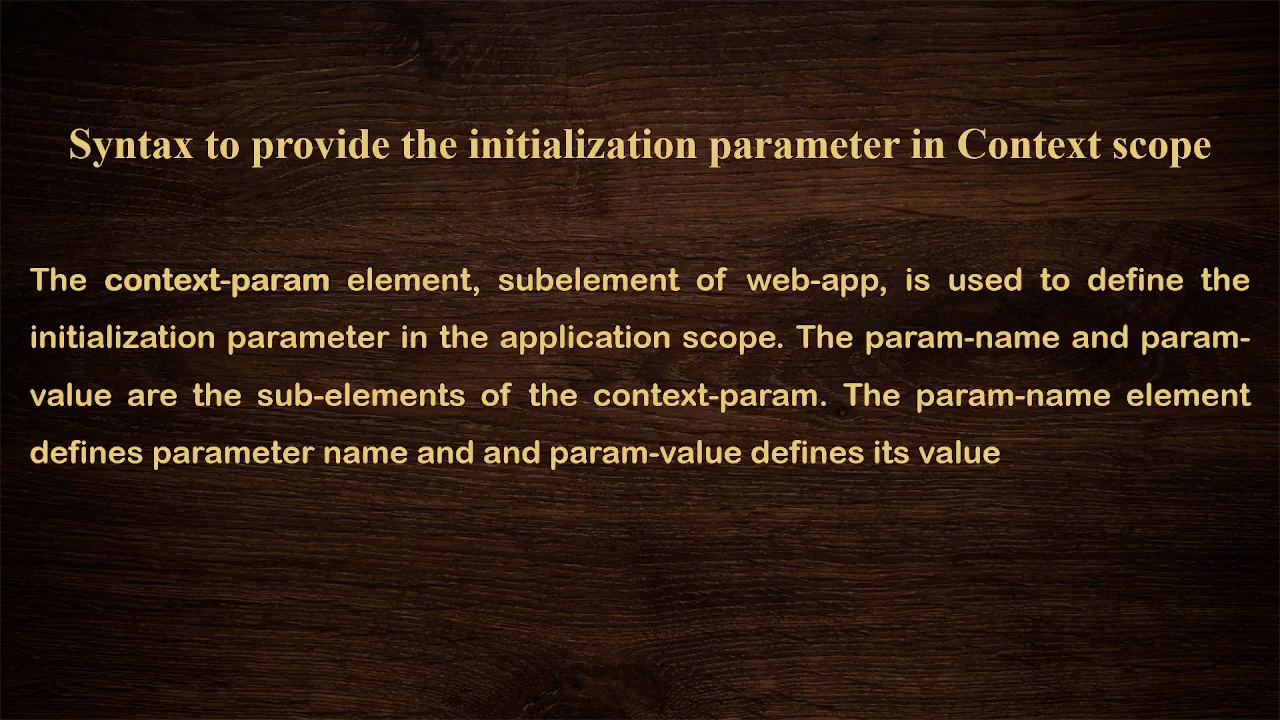 Syntax to provide the initialization parameter in Context scope
The context-param element, subelement of web-app, is used to define the
initialization parameter in the application scope. The param-name and param-
value are the sub-elements of the context-param. The param-name element
defines parameter name and and param-value defines its value